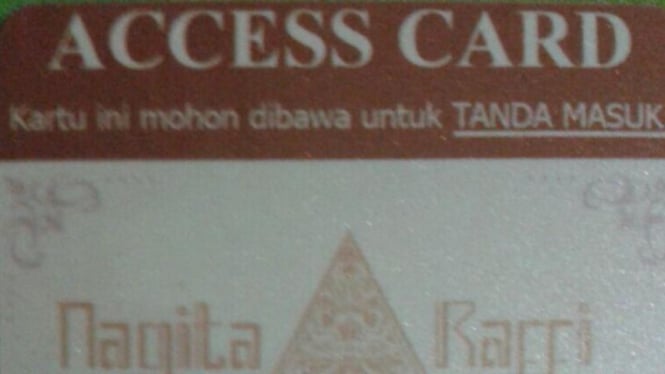 ACCESS CARD
Kartu ini mohon dibawa untuk TANDA MASUK
Nagita Raffi